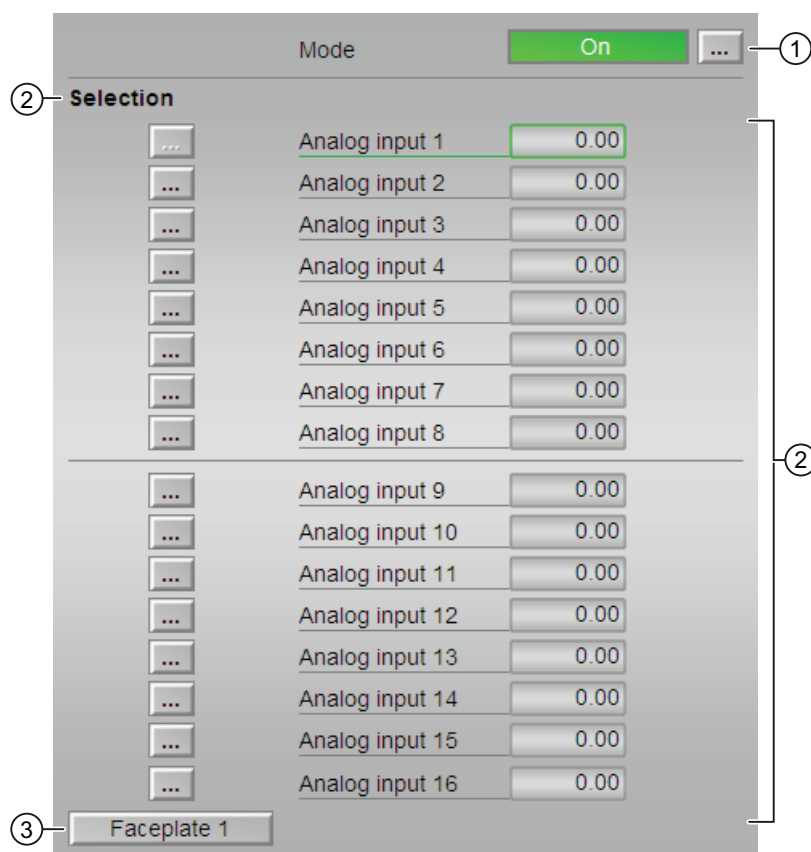 Mode On ... 1
2 Selection
... Analog input 1 0.00
... Analog input 2 0.00
... Analog input 3 0.00
... Analog input 4 0.00
... Analog input 5 0.00
... Analog input 6 0.00
... Analog input 7 0.00
... Analog input 8 0.00
2
... Analog input 9 0.00
... Analog input 10 0.00
... Analog input 11 0.00
... Analog input 12 0.00
... Analog input 13 0.00
... Analog input 14 0.00
... Analog input 15 0.00
... Analog input 16 0.00
3 Faceplate 1